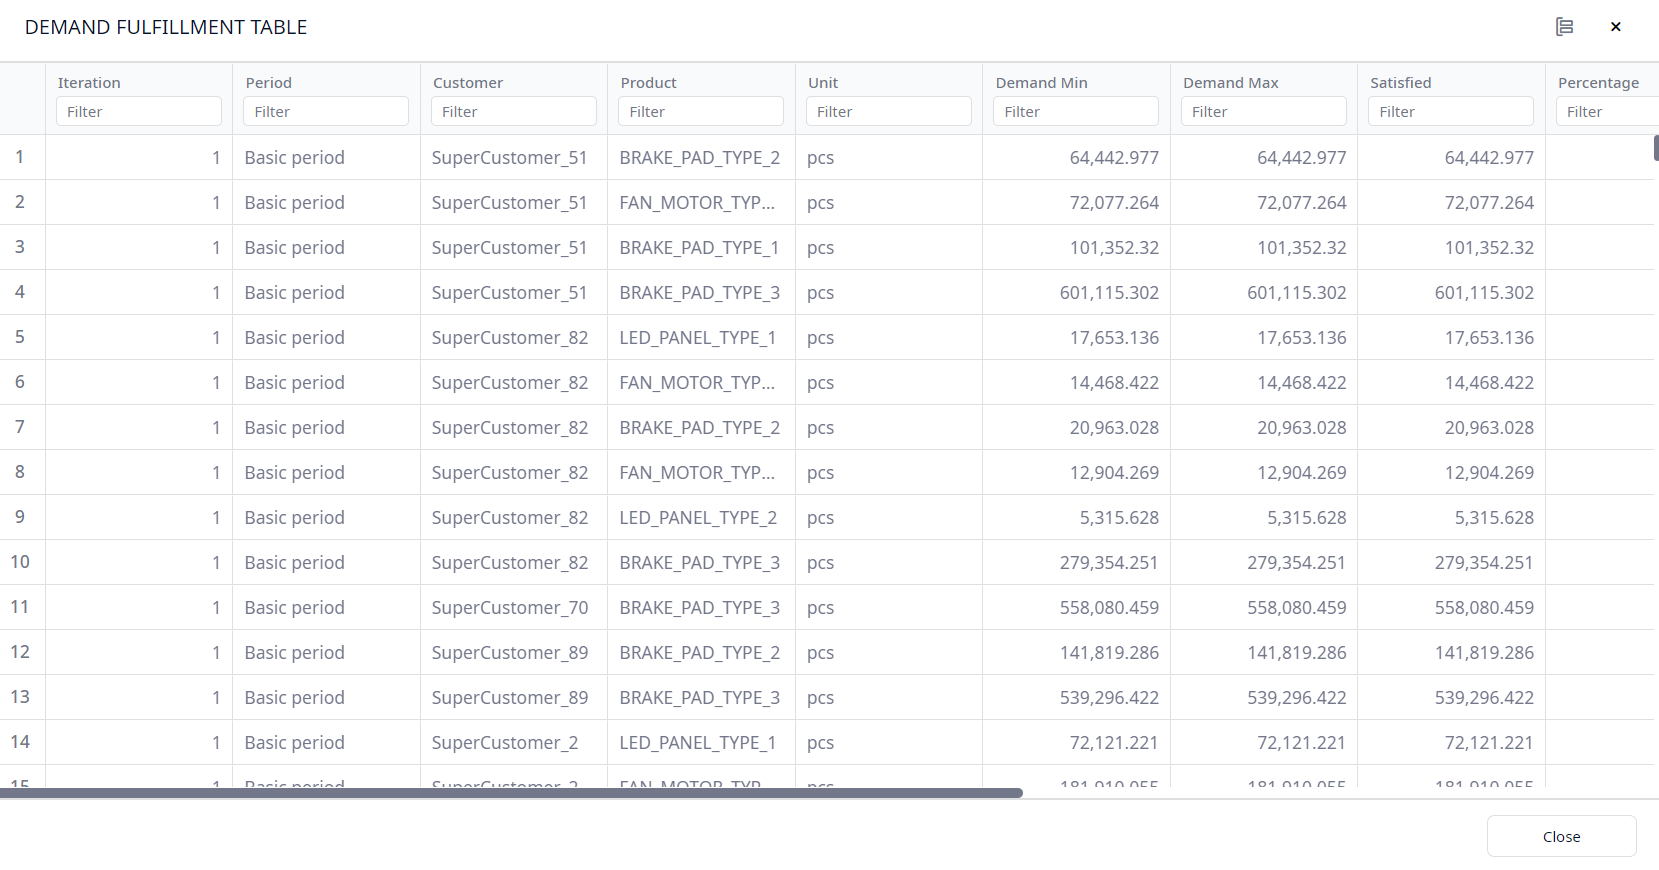 DEMAND FULFILLMENT TABLE
Iteration Period Customer Product Unit Demand Min Demand Max Satisfied Percentage
Filter Filter Filter Filter Filter Filter Filter Filter Filter
1 1 Basic period SuperCustomer_51 BRAKE_PAD_TYPE_2 pcs 64,442.977 64,442.977 64,442.977
2 1 Basic period SuperCustomer_51 FAN_MOTOR_TYP... pcs 72,077.264 72,077.264 72,077.264
3 1 Basic period SuperCustomer_51 BRAKE_PAD_TYPE_1 pcs 101,352.32 101,352.32 101,352.32
4 1 Basic period SuperCustomer_51 BRAKE_PAD_TYPE_3 pcs 601,115.302 601,115.302 601,115.302
5 1 Basic period SuperCustomer_82 LED_PANEL_TYPE_1 pcs 17,653.136 17,653.136 17,653.136
6 1 Basic period SuperCustomer_82 FAN_MOTOR_TYP... pcs 14,468.422 14,468.422 14,468.422
7 1 Basic period SuperCustomer_82 BRAKE_PAD_TYPE_2 pcs 20,963.028 20,963.028 20,963.028
8 1 Basic period SuperCustomer_82 FAN_MOTOR_TYP... pcs 12,904.269 12,904.269 12,904.269
9 1 Basic period SuperCustomer_82 LED_PANEL_TYPE_2 pcs 5,315.628 5,315.628 5,315.628
10 1 Basic period SuperCustomer_82 BRAKE_PAD_TYPE_3 pcs 279,354.251 279,354.251 279,354.251
11 1 Basic period SuperCustomer_70 BRAKE_PAD_TYPE_3 pcs 558,080.459 558,080.459 558,080.459
12 1 Basic period SuperCustomer_89 BRAKE_PAD_TYPE_2 pcs 141,819.286 141,819.286 141,819.286
13 1 Basic period SuperCustomer_89 BRAKE_PAD_TYPE_3 pcs 539,296.422 539,296.422 539,296.422
14 1 Basic period SuperCustomer_2 LED_PANEL_TYPE_1 pcs 72,121.221 72,121.221 72,121.221
15 1 Basic period SuperCustomer_2 pcs
Close